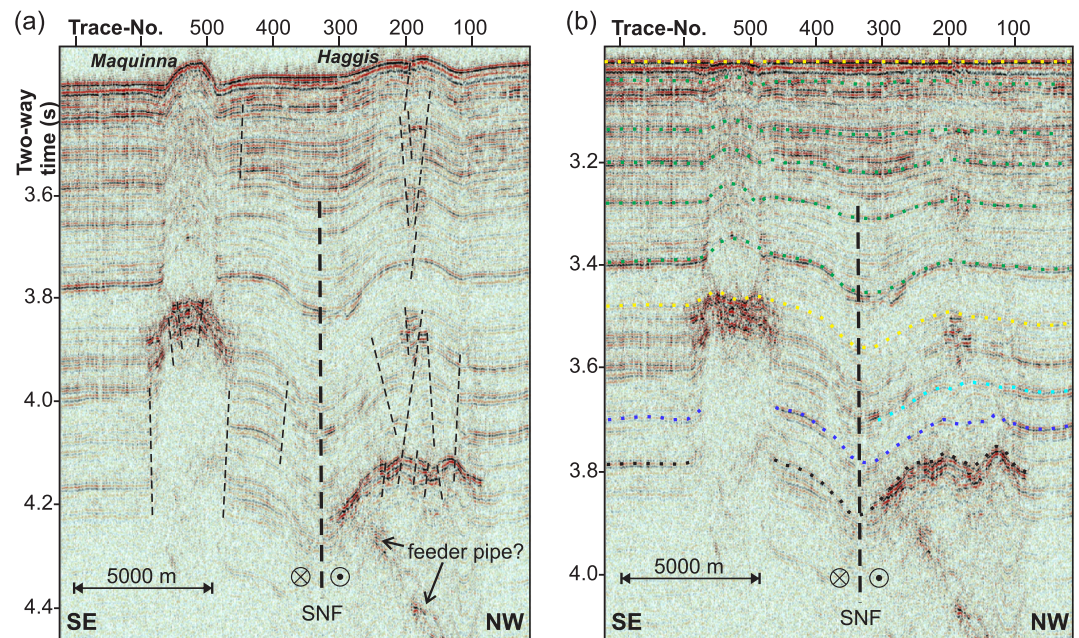 (a) Trace-No. 500 400 300 200 100
Maquinna Haggis
Two-way
time (s)
3.6
3.8
4.0
4.2
4.4
feeder pipe?
5000 m
SNF
SE NW
(b) Trace-No. 500 400 300 200 100
3.2
3.4
3.6
3.8
4.0
5000 m
SNF
SE NW